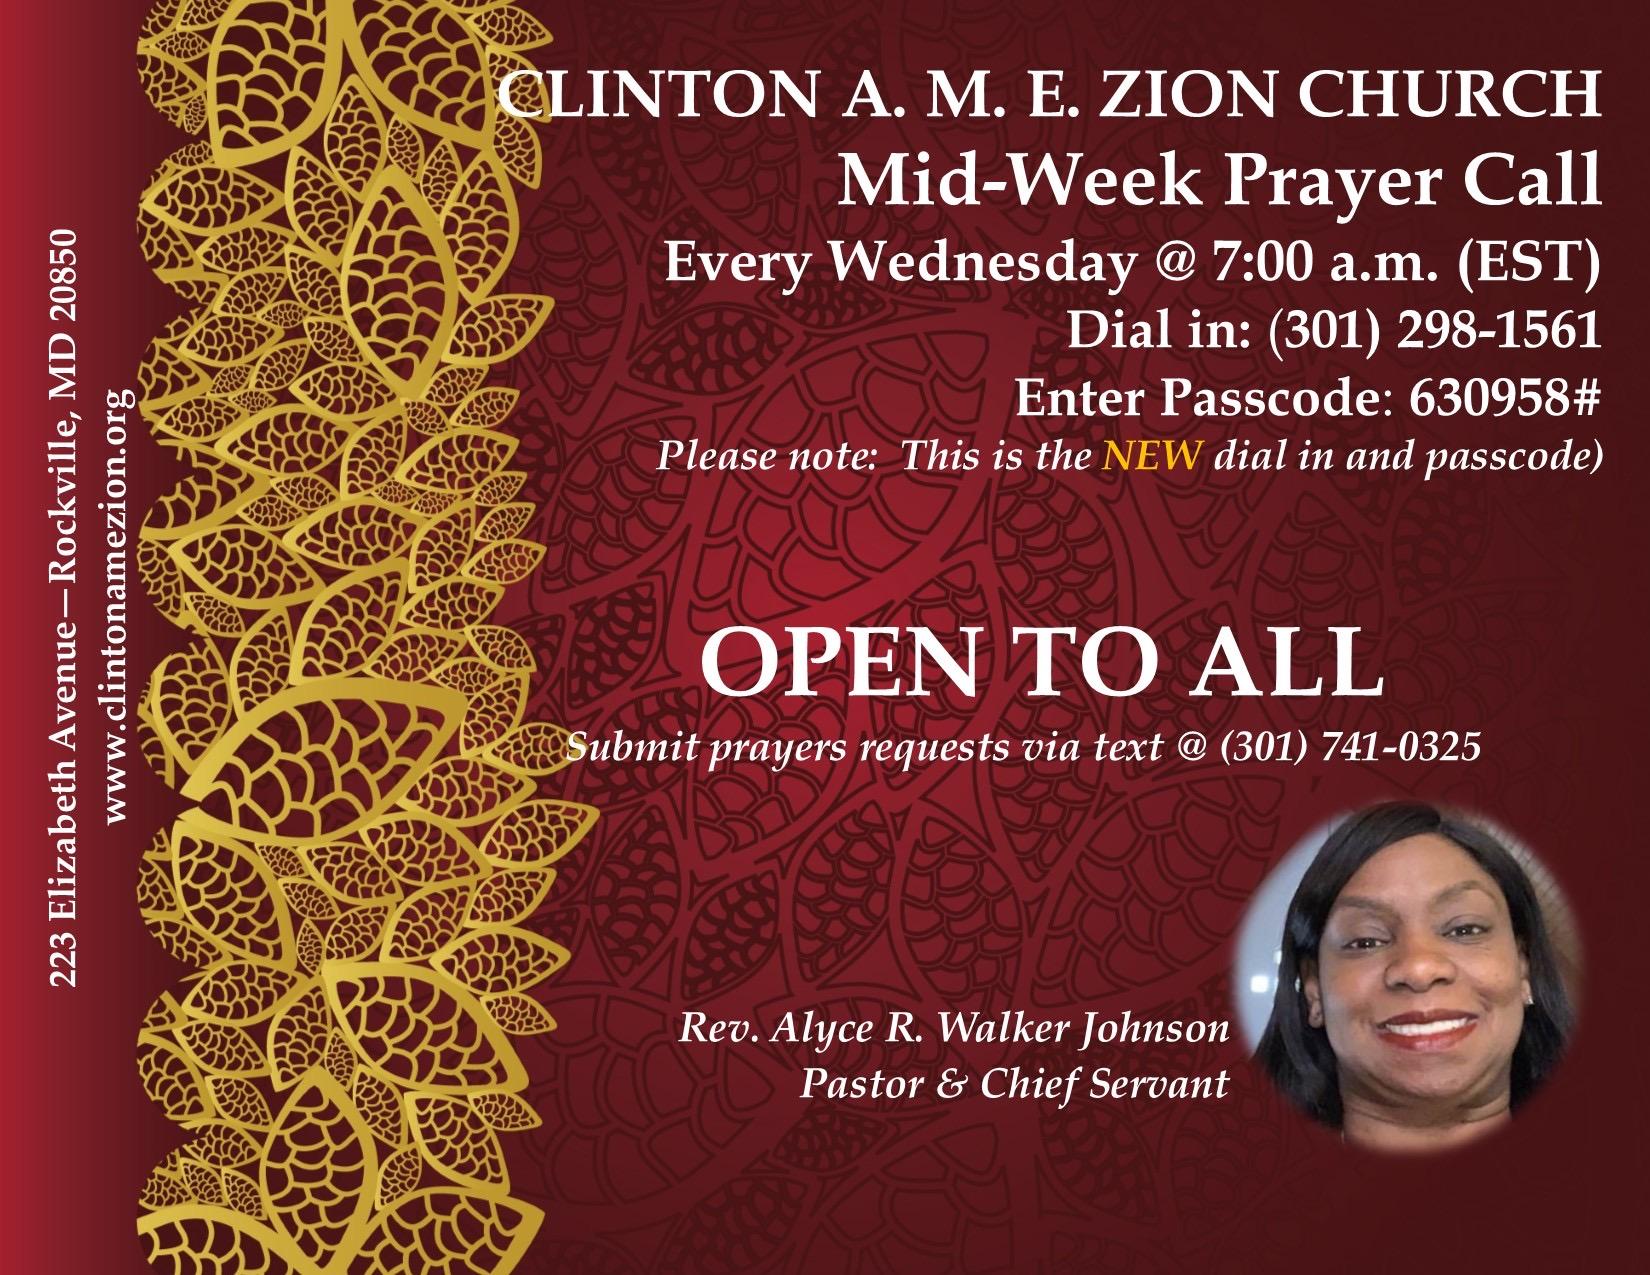 CLINTON A. M. E. ZION CHURCH
Mid-Week Prayer Call
Every Wednesday @ 7:00 a.m. (EST)
Dial in: (301) 298-1561
Enter Passcode: 630958#
Please note:  This is the NEW dial in and passcode)
OPEN TO ALL
Submit prayers requests via text @ (301) 741-0325
Rev. Alyce R. Walker Johnson
Pastor & Chief Servant
223 Elizabeth Avenue—Rockville, MD 20850
www.clintonamezion.org